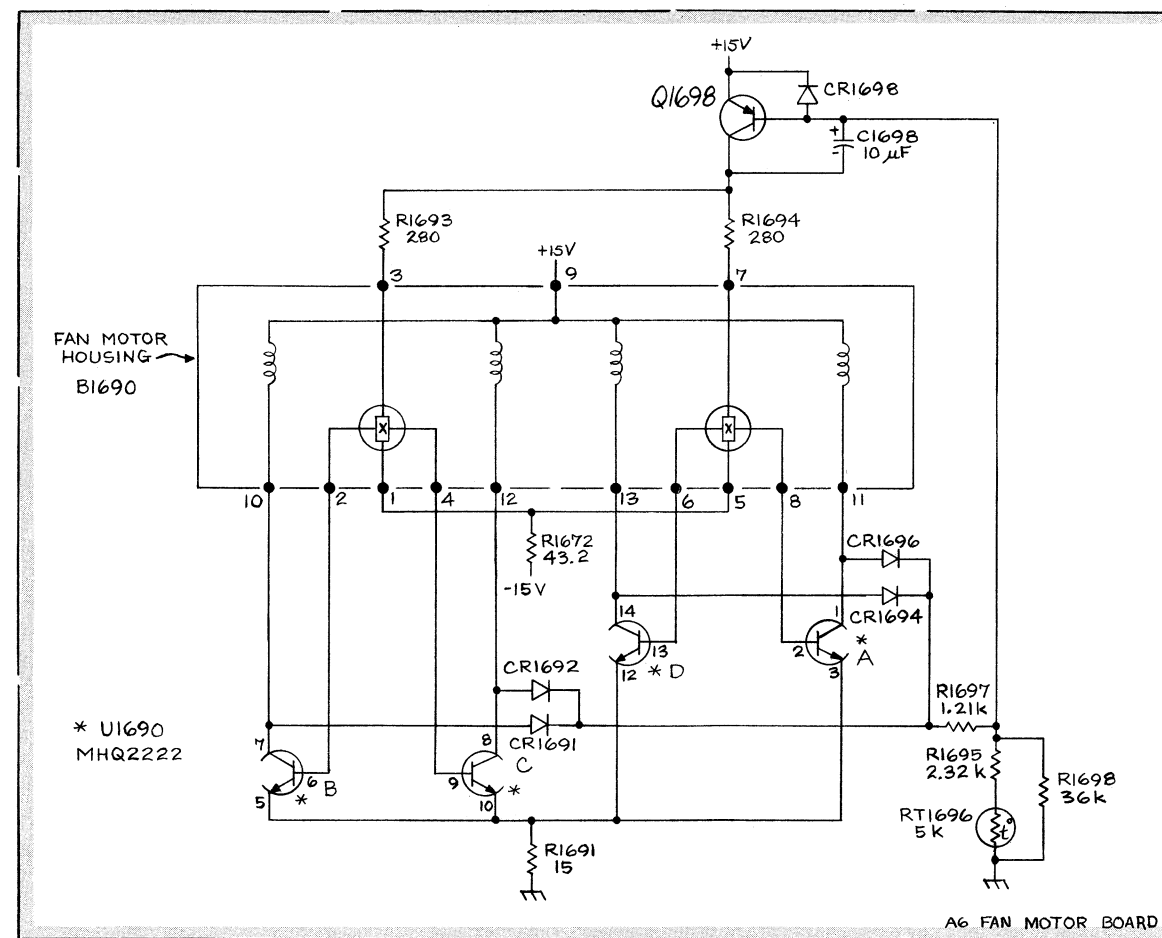 +15V
Q1698
CR1698
+
C1698
-
10 µF
R1693
280
R1694
280
+15V
3
9
7
FAN MOTOR
HOUSING
B1690
X
X
10
2
1
4
12
13
6
5
8
11
R1672
43.2
-15V
CR1696
CR1694
14
13
12
* D
1
2
*
A
3
CR1692
CR1691
R1697
1.21k
* U1690
MHQ2222
7
6
B
5
*
8
C
9
*
10
R1695
2.32 k
R1698
36k
RT1696
5 k
t°
R1691
15
A6 FAN MOTOR BOARD